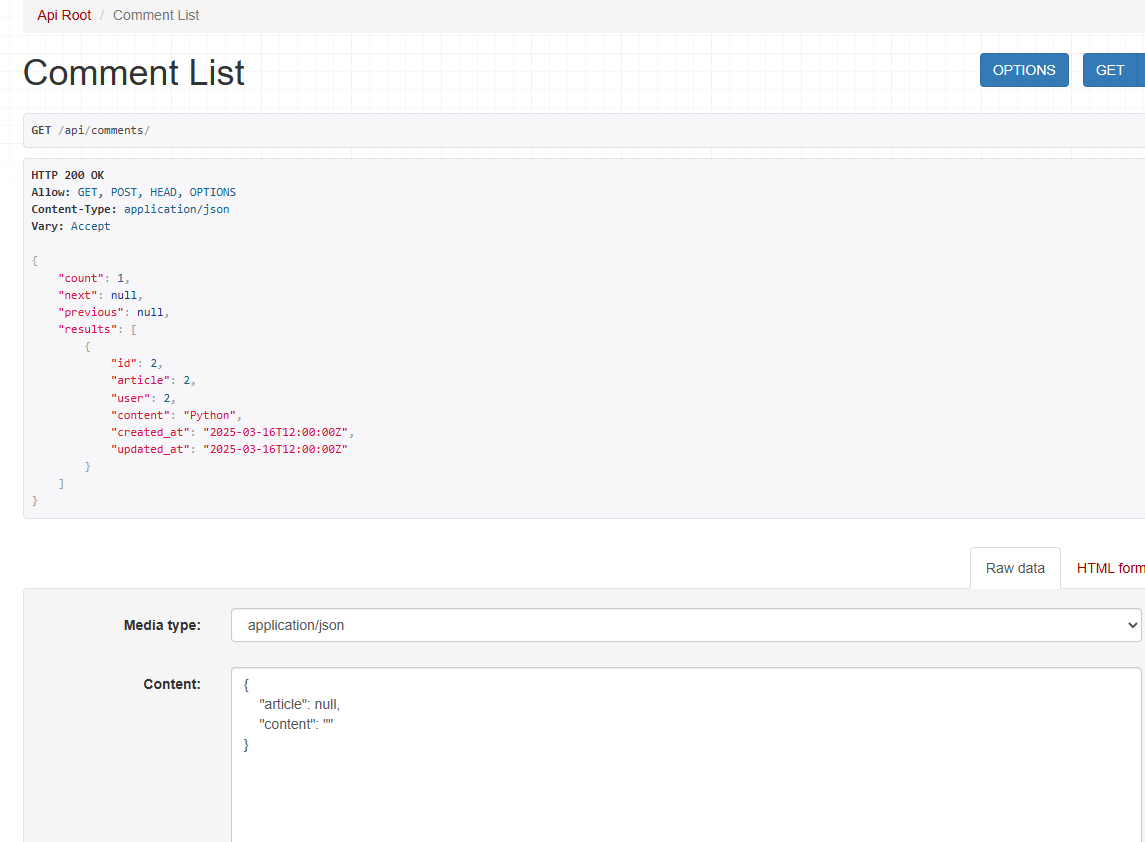 Api Root / Comment List
Comment List
OPTIONS
GET
GET /api/comments/
HTTP 200 OK
Allow: GET, POST, HEAD, OPTIONS
Content-Type: application/json
Vary: Accept
{
    "count": 1,
    "next": null,
    "previous": null,
    "results": [
        {
            "id": 2,
            "article": 2,
            "user": 2,
            "content": "Python",
            "created_at": "2025-03-16T12:00:00Z",
            "updated_at": "2025-03-16T12:00:00Z"
        }
    ]
}
Raw data
HTML form
Media type:
application/json
Content:
{
    "article": null,
    "content": ""
}